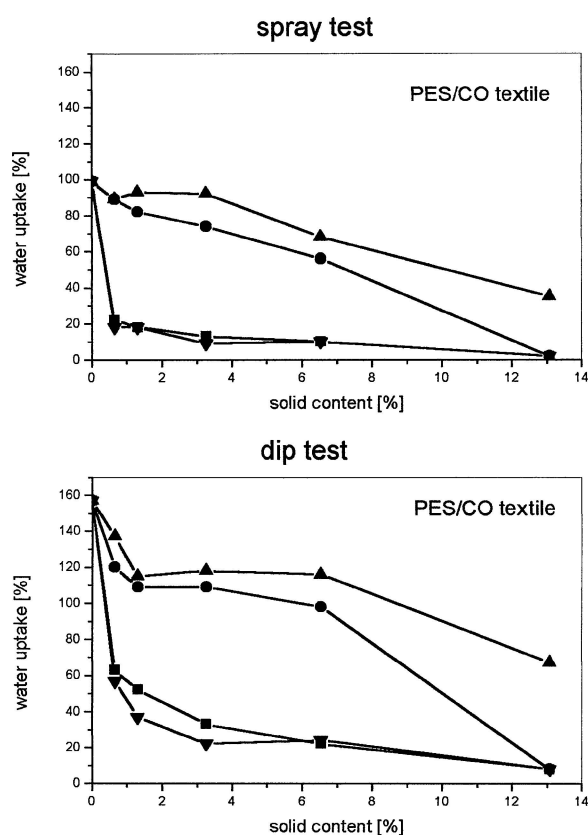 spray test
PES/CO textile
water uptake [%]
160
140
120
100
80
60
40
20
0
0 2 4 6 8 10 12 14
solid content [%]
dip test
PES/CO textile
water uptake [%]
160
140
120
100
80
60
40
20
0
0 2 4 6 8 10 12 14
solid content [%]